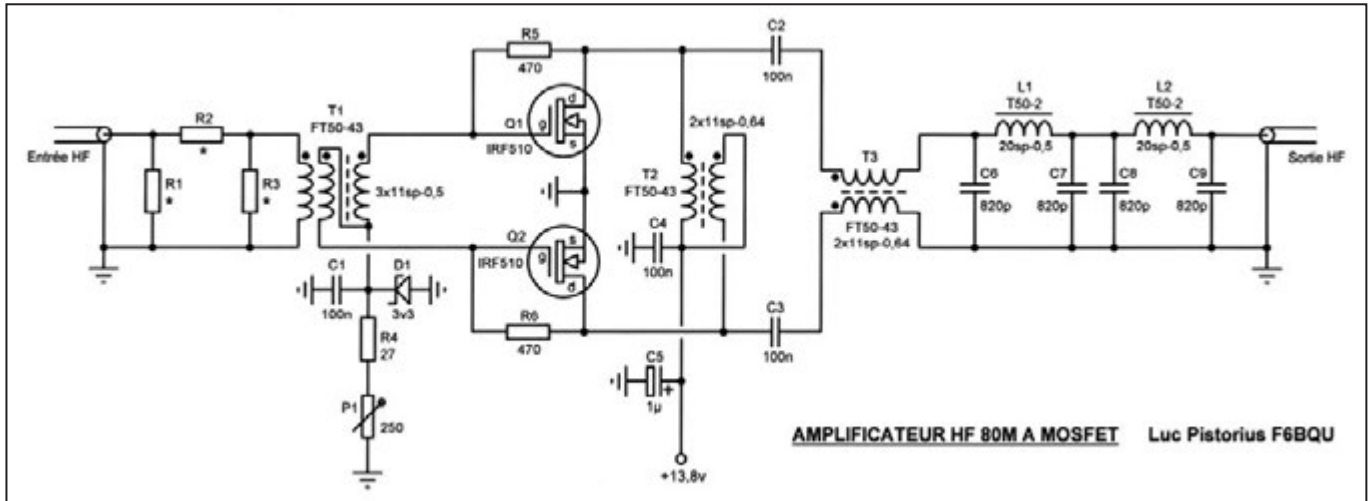 Entrée HF
R1
*
R2
*
R3
*
T1
FT50-43
3x11sp-0,5
C1
100n
D1
3v3
R4
27
P1
250
R5
470
Q1
g
d
s
IRF510
Q2
g
s
d
IRF510
R6
470
2x11sp-0,64
T2
FT50-43
C4
100n
C5
1µ
+
+13,8v
C2
100n
C3
100n
T3
FT50-43
2x11sp-0,64
L1
T50-2
20sp-0,5
L2
T50-2
20sp-0,5
C6
820p
C7
820p
C8
820p
C9
820p
Sortie HF
AMPLIFICATEUR HF 80M A MOSFET Luc Pistorius F6BQU